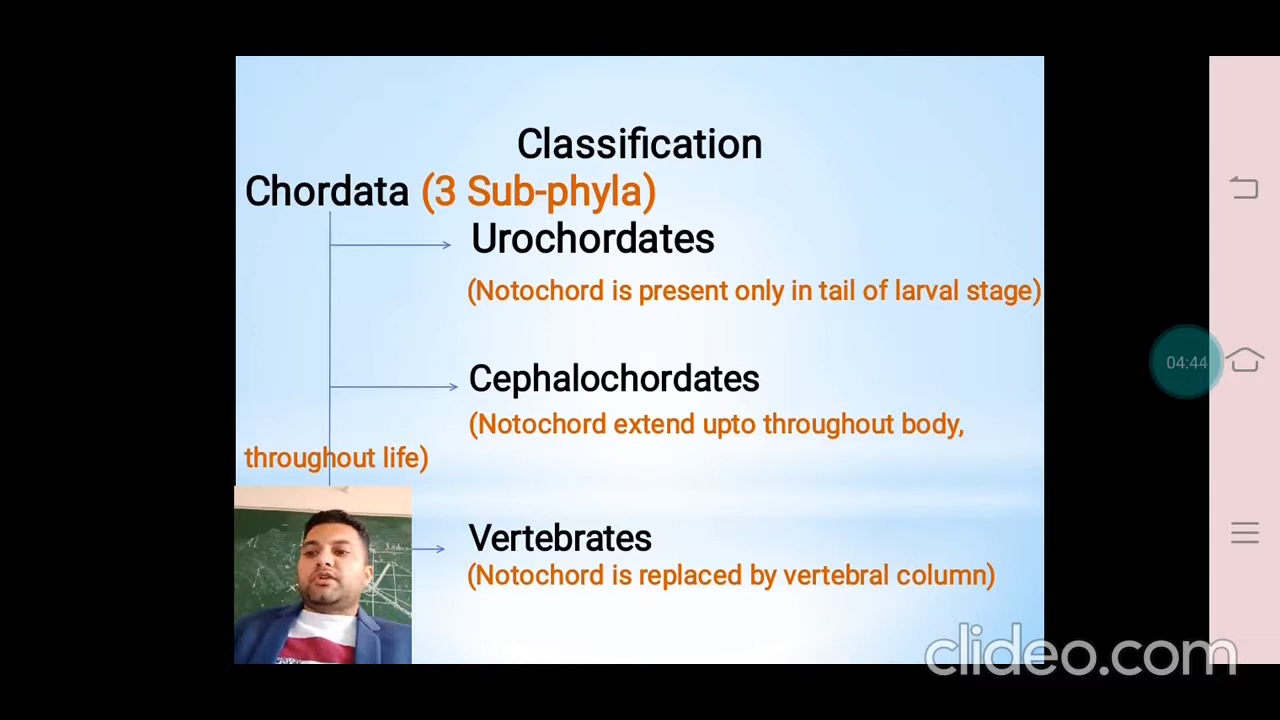 Classification
Chordata (3 Sub-phyla)
Urochordates
(Notochord is present only in tail of larval stage)
Cephalochordates
(Notochord extend upto throughout body,
throughout life)
Vertebrates
(Notochord is replaced by vertebral column)
04:44
clideo.com